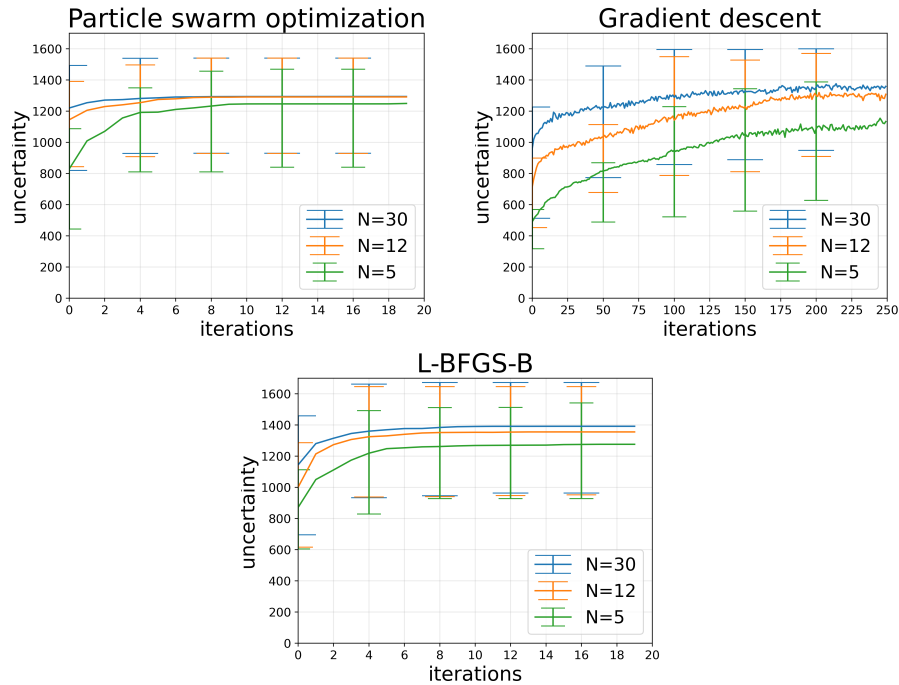 Particle swarm optimization
1600
1400
1200
1000
800
600
400
200
0
uncertainty
N=30
N=12
N=5
0 2 4 6 8 10 12 14 16 18 20
iterations
Gradient descent
1600
1400
1200
1000
800
600
400
200
0
uncertainty
N=30
N=12
N=5
0 25 50 75 100 125 150 175 200 225 250
iterations
L-BFGS-B
1600
1400
1200
1000
800
600
400
200
0
uncertainty
N=30
N=12
N=5
0 2 4 6 8 10 12 14 16 18 20
iterations